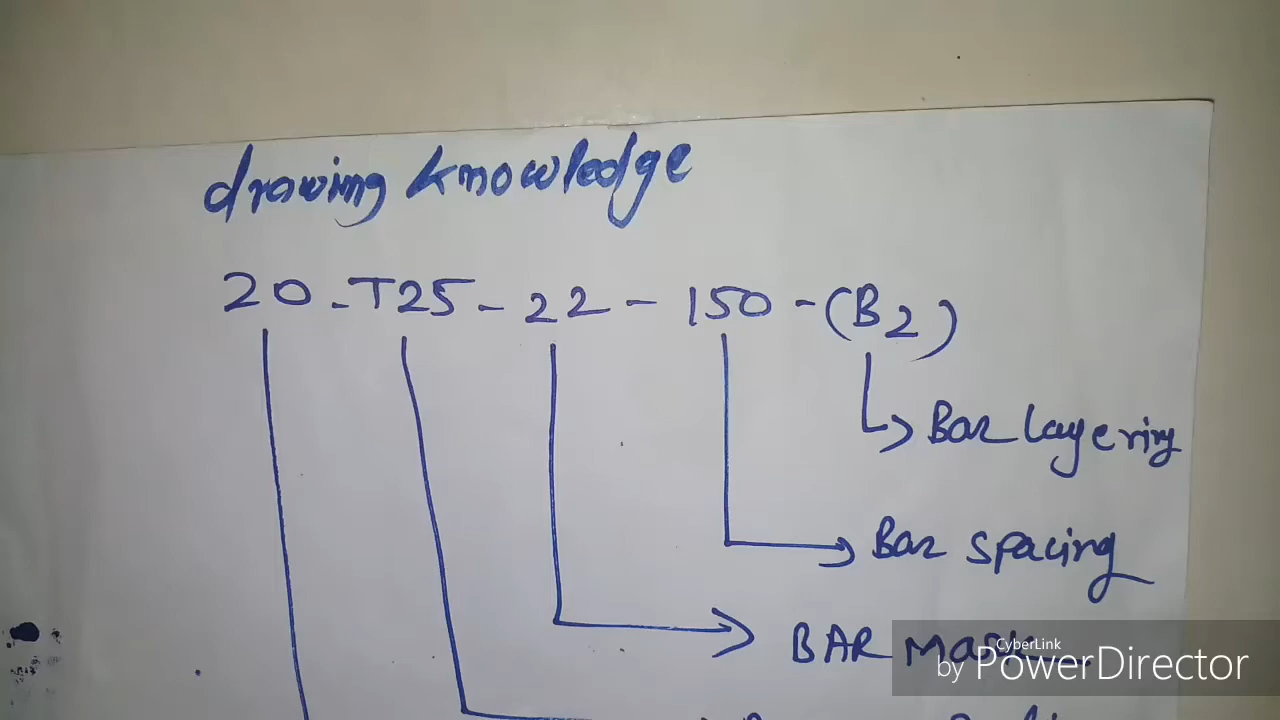 drawing knowledge
20 - T25 - 22 - 150 - (B2)
Bar layering
Bar spacing
BAR
CyberLink
by PowerDirector